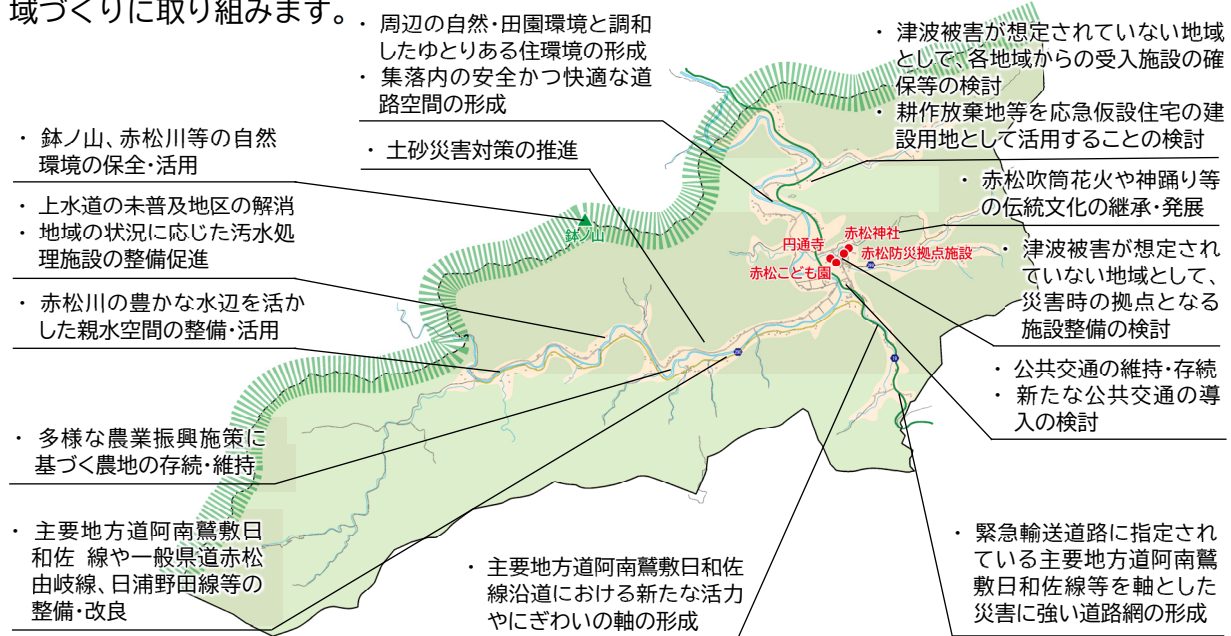 域づくりに取り組みます。
・ 周辺の自然・田園環境と調和
したゆとりある住環境の形成
・ 集落内の安全かつ快適な道
路空間の形成
・ 津波被害が想定されていない地域
として、各地域からの受入施設の確
保等の検討
・ 耕作放棄地等を応急仮設住宅の建
設用地として活用することの検討
・ 鉢ノ山、赤松川等の自然
環境の保全・活用
・ 土砂災害対策の推進
・ 赤松吹筒花火や神踊り等
の伝統文化の継承・発展
・ 上水道の未普及地区の解消
・ 地域の状況に応じた汚水処
理施設の整備促進
鉢ノ山
円通寺
赤松神社
赤松防災拠点施設
赤松こども園
・ 津波被害が想定され
ていない地域として、
災害時の拠点となる
施設整備の検討
・ 赤松川の豊かな水辺を活か
した親水空間の整備・活用
・ 公共交通の維持・存続
・ 新たな公共交通の導
入の検討
・ 多様な農業振興施策に
基づく農地の存続・維持
・ 主要地方道阿南鷲敷日
和佐 線や一般県道赤松
由岐線、日浦野田線等の
整備・改良
・ 主要地方道阿南鷲敷日和佐
線沿道における新たな活力
やにぎわいの軸の形成
・ 緊急輸送道路に指定され
ている主要地方道阿南鷲
敷日和佐線等を軸とした
災害に強い道路網の形成